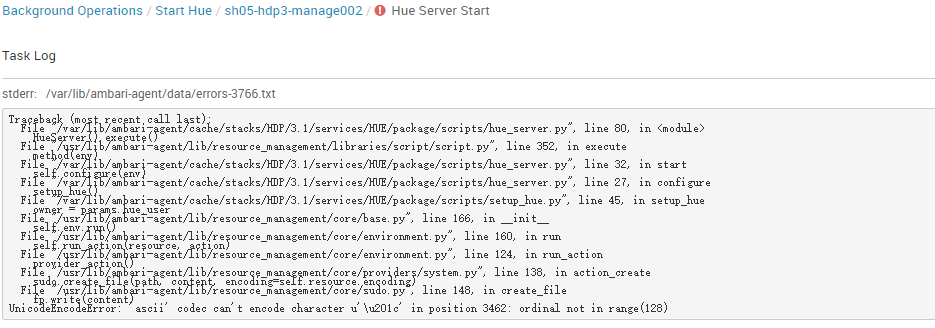 Background Operations / Start Hue / sh05-hdp3-manage002 / Hue Server Start
Task Log
stderr: /var/lib/ambari-agent/data/errors-3766.txt
Traceback (most recent call last):
File "/var/lib/ambari-agent/cache/stacks/HDP/3.1/services/HUE/package/scripts/hue_server.py", line 80, in <module>
HueServer().execute()
File "/usr/lib/ambari-agent/lib/resource_management/libraries/script/script.py", line 352, in execute
method(env)
File "/var/lib/ambari-agent/cache/stacks/HDP/3.1/services/HUE/package/scripts/hue_server.py", line 32, in start
self.configure(env)
File "/var/lib/ambari-agent/cache/stacks/HDP/3.1/services/HUE/package/scripts/hue_server.py", line 27, in configure
setup_hue()
File "/var/lib/ambari-agent/cache/stacks/HDP/3.1/services/HUE/package/scripts/setup_hue.py", line 45, in setup_hue
owner = params.hue_user
File "/usr/lib/ambari-agent/lib/resource_management/core/base.py", line 166, in __init__
self.env.run()
File "/usr/lib/ambari-agent/lib/resource_management/core/environment.py", line 160, in run
self.run_action(resource, action)
File "/usr/lib/ambari-agent/lib/resource_management/core/environment.py", line 124, in run_action
provider_action()
File "/usr/lib/ambari-agent/lib/resource_management/core/providers/system.py", line 138, in action_create
sudo.create_file(path, content, encoding=self.resource.encoding)
File "/usr/lib/ambari-agent/lib/resource_management/core/sudo.py", line 148, in create_file
fp.write(content)
UnicodeEncodeError: 'ascii' codec can't encode character u'\u201c' in position 3462: ordinal not in range(128)